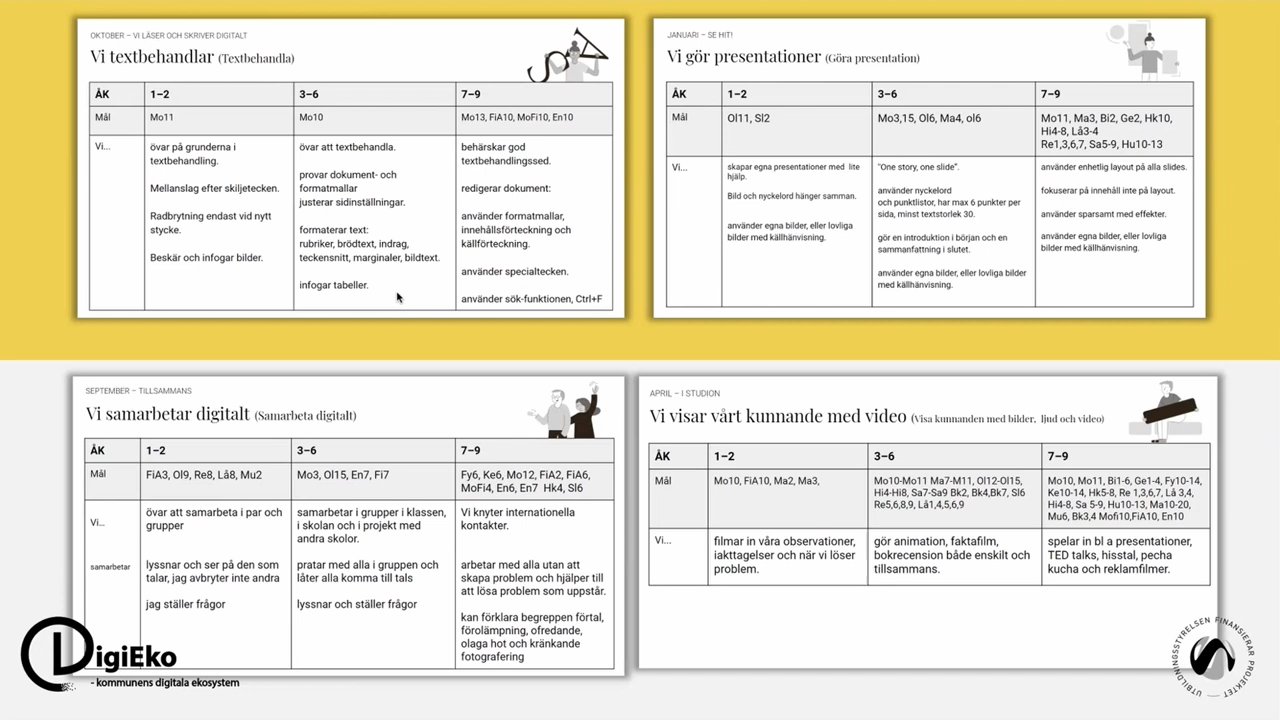 OKTOBER – VI LÄSER OCH SKRIVER DIGITALT
Vi textbehandlar (Textbehandla)
ÅK 1–2 3–6 7–9
Mål Mo11 Mo10 Mo13, FiA10, MoFi10, En10
Vi...
övar på grunderna i
textbehandling.
Mellanslag efter skiljetecken.
Radbrytning endast vid nytt
stycke.
Beskär och infogar bilder.
övar att textbehandla.
provar dokument- och
formatmallar
justerar sidinställningar.
formaterar text:
rubriker, brödtext, indrag,
teckensnitt, marginaler, bildtext.
infogar tabeller.
behärskar god
textbehandlingssed.
redigerar dokument:
använder formatmallar,
innehållsförteckning och
källförteckning.
använder specialtecken.
använder sök-funktionen, Ctrl+F
JANUARI – SE HIT!
Vi gör presentationer (Göra presentation)
ÅK 1–2 3–6 7–9
Mål Ol11, Sl2 Mo3,15, Ol6, Ma4, ol6 Mo11, Ma3, Bi2, Ge2, Hk10,
Hi4-8, Lå3-4
Re1,3,6,7, Sa5-9, Hu10-13
Vi...
skapar egna presentationer med lite
hjälp.
Bild och nyckelord hänger samman.
använder egna bilder, eller lovliga
bilder med källhänvisning.
"One story, one slide".
använder nyckelord
och punktlistor, har max 6 punkter per
sida, minst textstorlek 30.
gör en introduktion i början och en
sammanfattning i slutet.
använder egna bilder, eller lovliga bilder
med källhänvisning.
använder enhetlig layout på alla slides.
fokuserar på innehåll inte på layout.
använder sparsamt med effekter.
använder egna bilder, eller lovliga
bilder med källhänvisning.
SEPTEMBER – TILLSAMMANS
Vi samarbetar digitalt (Samarbeta digitalt)
ÅK 1–2 3–6 7–9
Mål FiA3, Ol9, Re8, Lå8, Mu2 Mo3, Ol15, En7, Fi7 Fy6, Ke6, Mo12, FiA2, FiA6,
MoFi4, En6, En7 Hk4, Sl6
Vi...
samarbetar
övar att samarbeta i par och
grupper
lyssnar och ser på den som
talar, jag avbryter inte andra
jag ställer frågor
samarbetar i grupper i klassen,
i skolan och i projekt med
andra skolor.
pratar med alla i gruppen och
låter alla komma till tals
lyssnar och ställer frågor
Vi knyter internationella
kontakter.
arbetar med alla utan att
skapa problem och hjälper till
att lösa problem som uppstår.
kan förklara begreppen förtal,
förolämpning, ofredande,
olaga hot och kränkande
fotografering
APRIL – I STUDION
Vi visar vårt kunnande med video (Visa kunnanden med bilder, ljud och video)
ÅK 1–2 3–6 7–9
Mål Mo10, FiA10, Ma2, Ma3,
Mo10-Mo11 Ma7-M11, Ol12-Ol15,
Hi4-Hi8, Sa7-Sa9 Bk2, Bk4,Bk7, Sl6
Re5,6,8,9, Lå1,4,5,6,9
Mo10, Mo11, Bi1-6, Ge1-4, Fy10-14,
Ke10-14, Hk5-8, Re 1,3,6,7, Lå 3,4,
Hi4-8, Sa 5-9, Hu10-13, Ma10-20,
Mu6, Bk3,4 Mofi10,FiA10, En10
Vi...
filmar in våra observationer,
iakttagelser och när vi löser
problem.
gör animation, faktafilm,
bokrecension både enskilt och
tillsammans.
spelar in bl a presentationer,
TED talks, hisstal, pecha
kucha och reklamfilmer.
DigiEko
- kommunens digitala ekosystem
UTBILDNINGSSTYRELSEN FINANSIERAR PROJEKTET